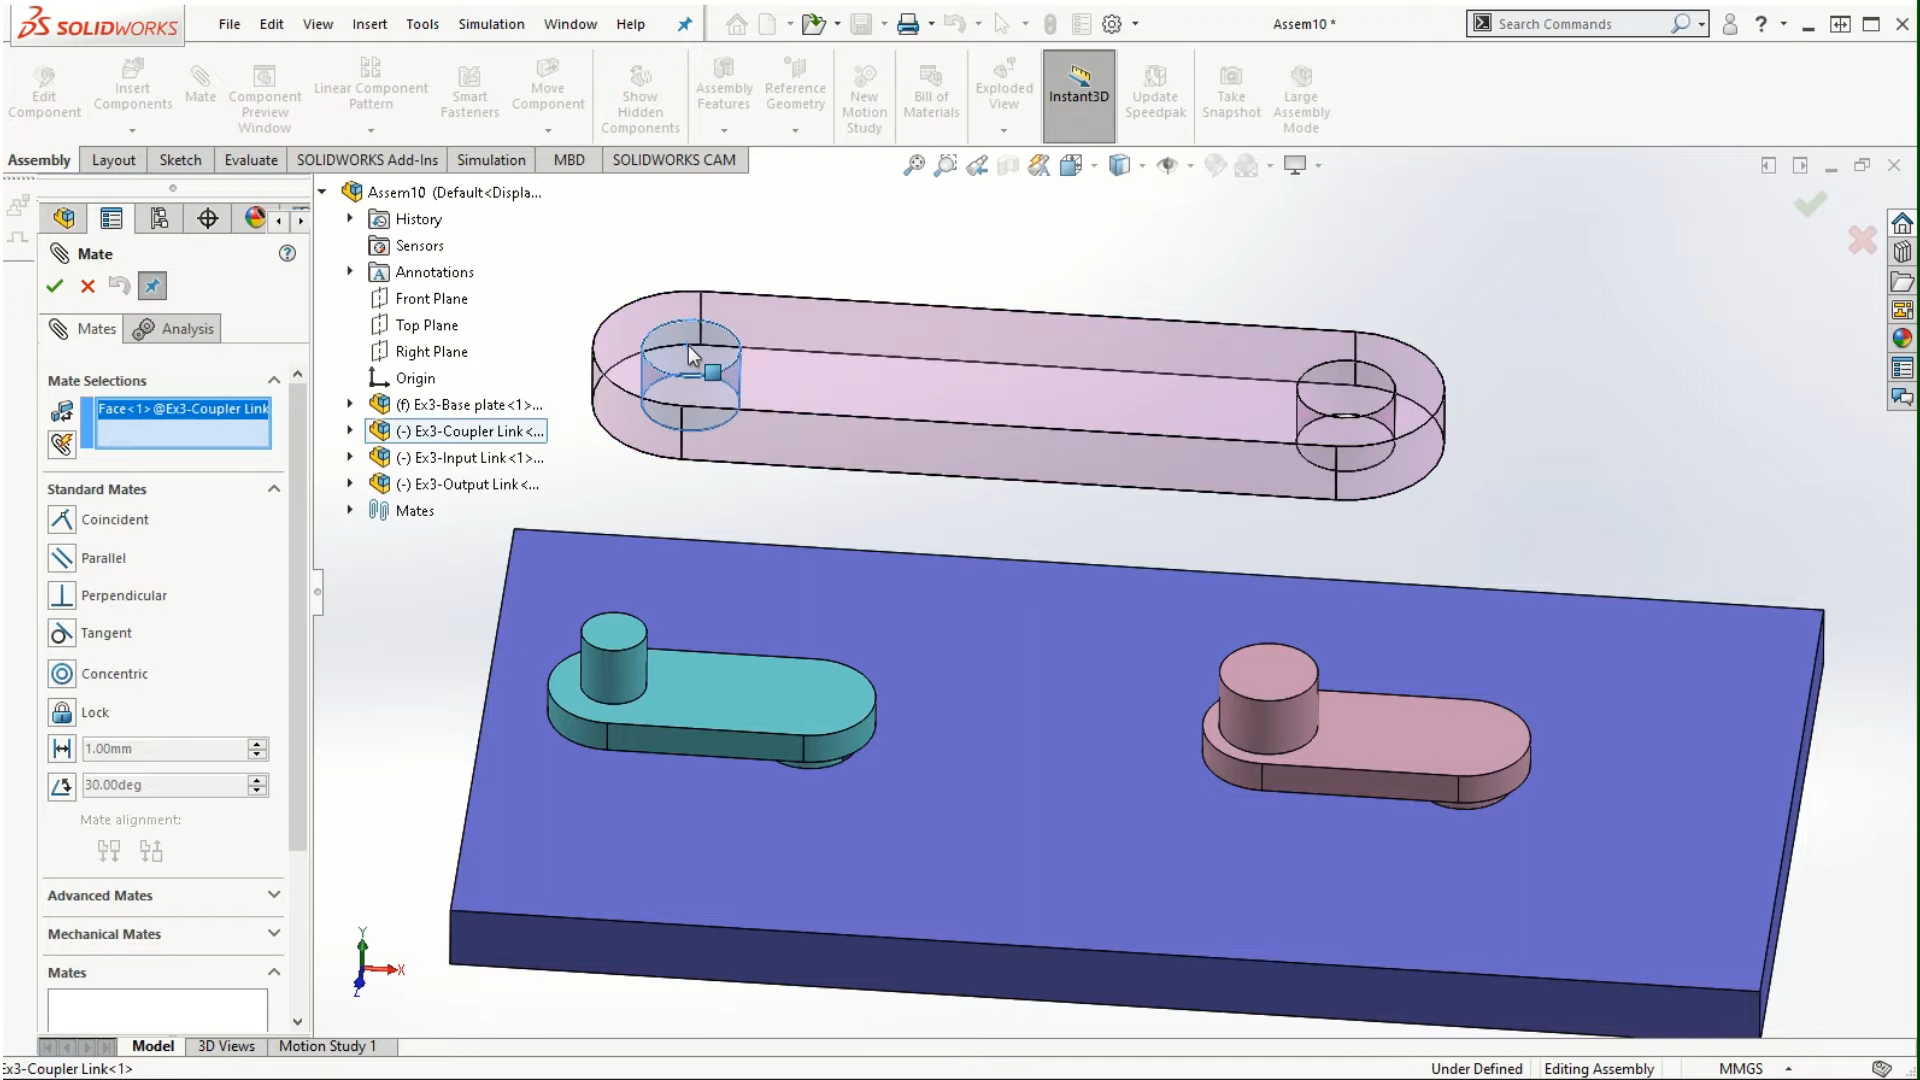 SOLIDWORKS
File Edit View Insert Tools Simulation Window Help
Assem10 *
Search Commands
Edit Component
Insert Components
Mate
Component Preview Window
Linear Component Pattern
Smart Fasteners
Move Component
Show Hidden Components
Assembly Features
Reference Geometry
New Motion Study
Bill of Materials
Exploded View
Instant3D
Update Speedpak
Take Snapshot
Large Assembly Mode
Assembly Layout Sketch Evaluate SOLIDWORKS Add-Ins Simulation MBD SOLIDWORKS CAM
Mate
Mates Analysis
Mate Selections
Face<1>@Ex3-Coupler Link
Standard Mates
Coincident
Parallel
Perpendicular
Tangent
Concentric
Lock
1.00mm
30.00deg
Mate alignment:
Advanced Mates
Mechanical Mates
Mates
Assem10 (Default<Displa...
History
Sensors
Annotations
Front Plane
Top Plane
Right Plane
Origin
(f) Ex3-Base plate<1>...
(-) Ex3-Coupler Link<...
(-) Ex3-Input Link<1>...
(-) Ex3-Output Link<...
Mates
Y
X
Z
Model 3D Views Motion Study 1
Ex3-Coupler Link<1>
Under Defined Editing Assembly MMGS